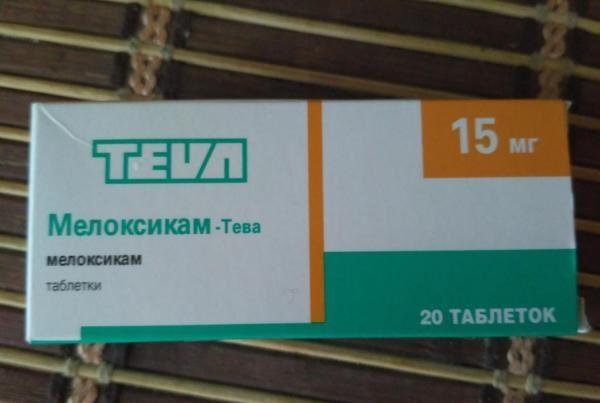 TEVA
Мелоксикам -Тева
мелоксикам
таблетки
15 мг
20 ТАБЛЕТОК